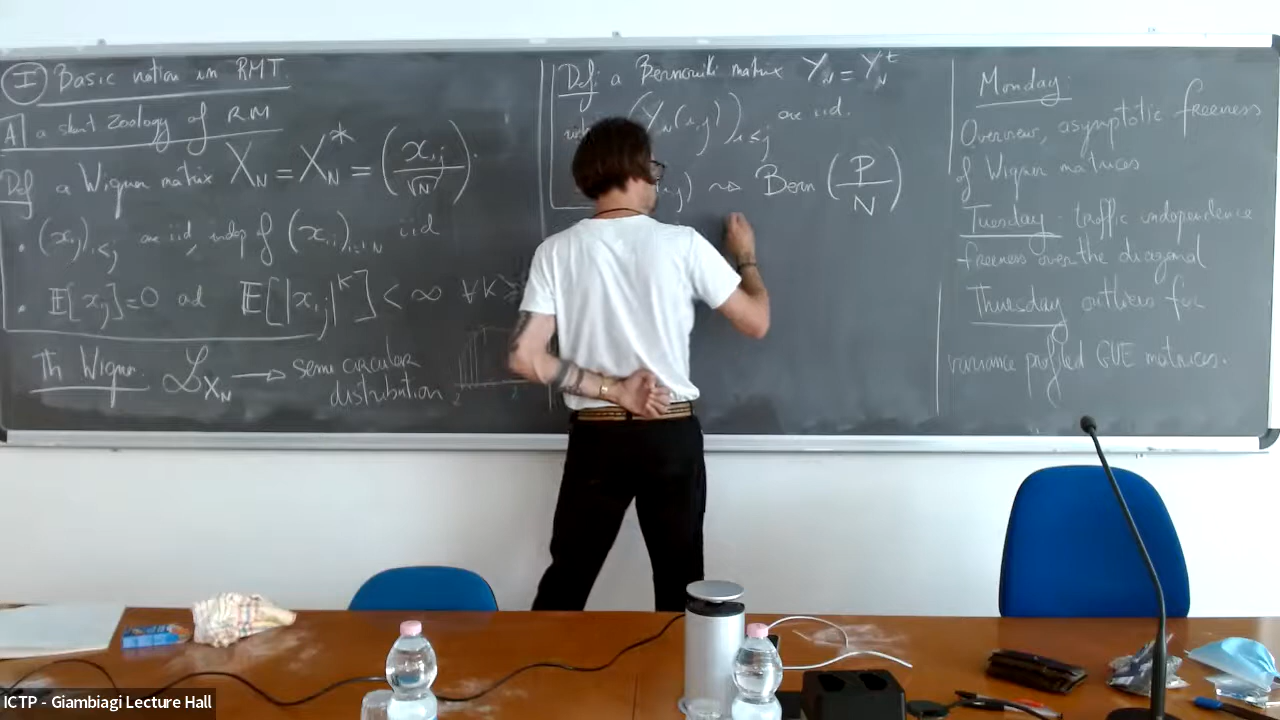 I Basic notion in RMT.
A a short Zoology of RM
Def a Wigner matrix X_N = X_N^* = (x_ij / √N).
• (x_ij)_{i<j} are iid, indep of (x_ii)_{i=1..N} iid
• E[x_ij]=0 and E[|x_ij|^K] < ∞ ∀K≥
Th Wigner. L_{X_N} → semi circular
distribution
Def: a Bernoulli matrix Y_N = Y_N^t
(Y_N(i,j))_{i≤j} are iid.
,j) ~> Bern (P / N)
Monday:
Overview, asymptotic freeness
of Wigner matrices
Tuesday: traffic independence
freeness over the diagonal
Thursday outliers for
variance profiled GUE matrices.
ICTP - Giambiagi Lecture Hall